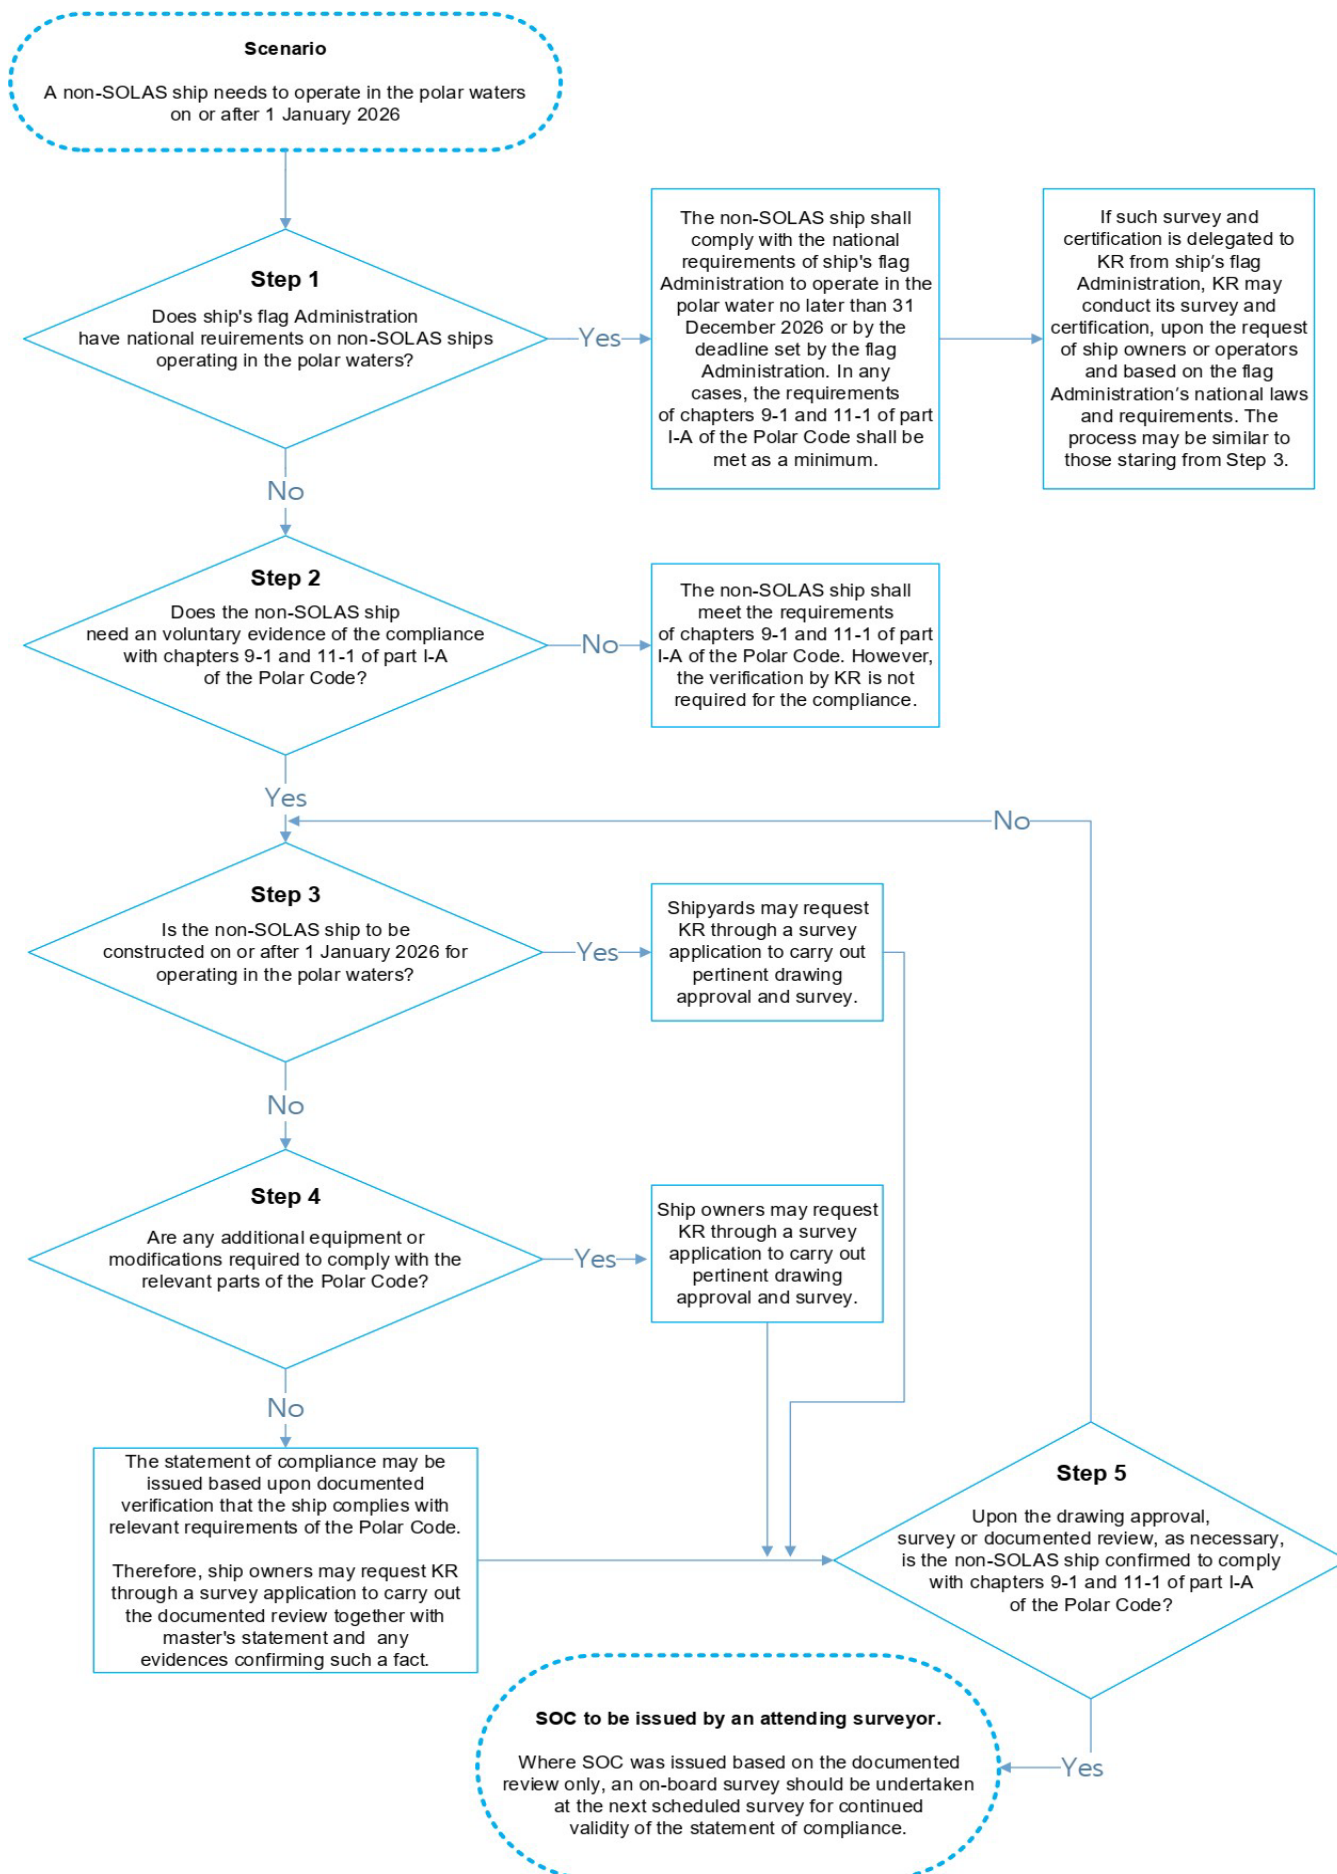 Scenario
A non-SOLAS ship needs to operate in the polar waters
on or after 1 January 2026
Step 1
Does ship's flag Administration
have national reuirements on non-SOLAS ships
operating in the polar waters?
Yes
The non-SOLAS ship shall
comply with the national
requirements of ship's flag
Administration to operate in the
polar water no later than 31
December 2026 or by the
deadline set by the flag
Administration. In any
cases, the requirements
of chapters 9-1 and 11-1 of part
I-A of the Polar Code shall be
met as a minimum.
If such survey and
certification is delegated to
KR from ship's flag
Administration, KR may
conduct its survey and
certification, upon the request
of ship owners or operators
and based on the flag
Administration's national laws
and requirements. The
process may be similar to
those staring from Step 3.
No
Step 2
Does the non-SOLAS ship
need an voluntary evidence of the compliance
with chapters 9-1 and 11-1 of part I-A
of the Polar Code?
No
The non-SOLAS ship shall
meet the requirements
of chapters 9-1 and 11-1 of part
I-A of the Polar Code. However,
the verification by KR is not
required for the compliance.
Yes
No
Step 3
Is the non-SOLAS ship to be
constructed on or after 1 January 2026 for
operating in the polar waters?
Yes
Shipyards may request
KR through a survey
application to carry out
pertinent drawing
approval and survey.
No
Step 4
Are any additional equipment or
modifications required to comply with the
relevant parts of the Polar Code?
Yes
Ship owners may request
KR through a survey
application to carry out
pertinent drawing
approval and survey.
No
The statement of compliance may be
issued based upon documented
verification that the ship complies with
relevant requirements of the Polar Code.
Therefore, ship owners may request KR
through a survey application to carry out
the documented review together with
master's statement and any
evidences confirming such a fact.
Step 5
Upon the drawing approval,
survey or documented review, as necessary,
is the non-SOLAS ship confirmed to comply
with chapters 9-1 and 11-1 of part I-A
of the Polar Code?
Yes
SOC to be issued by an attending surveyor.
Where SOC was issued based on the documented
review only, an on-board survey should be undertaken
at the next scheduled survey for continued
validity of the statement of compliance.